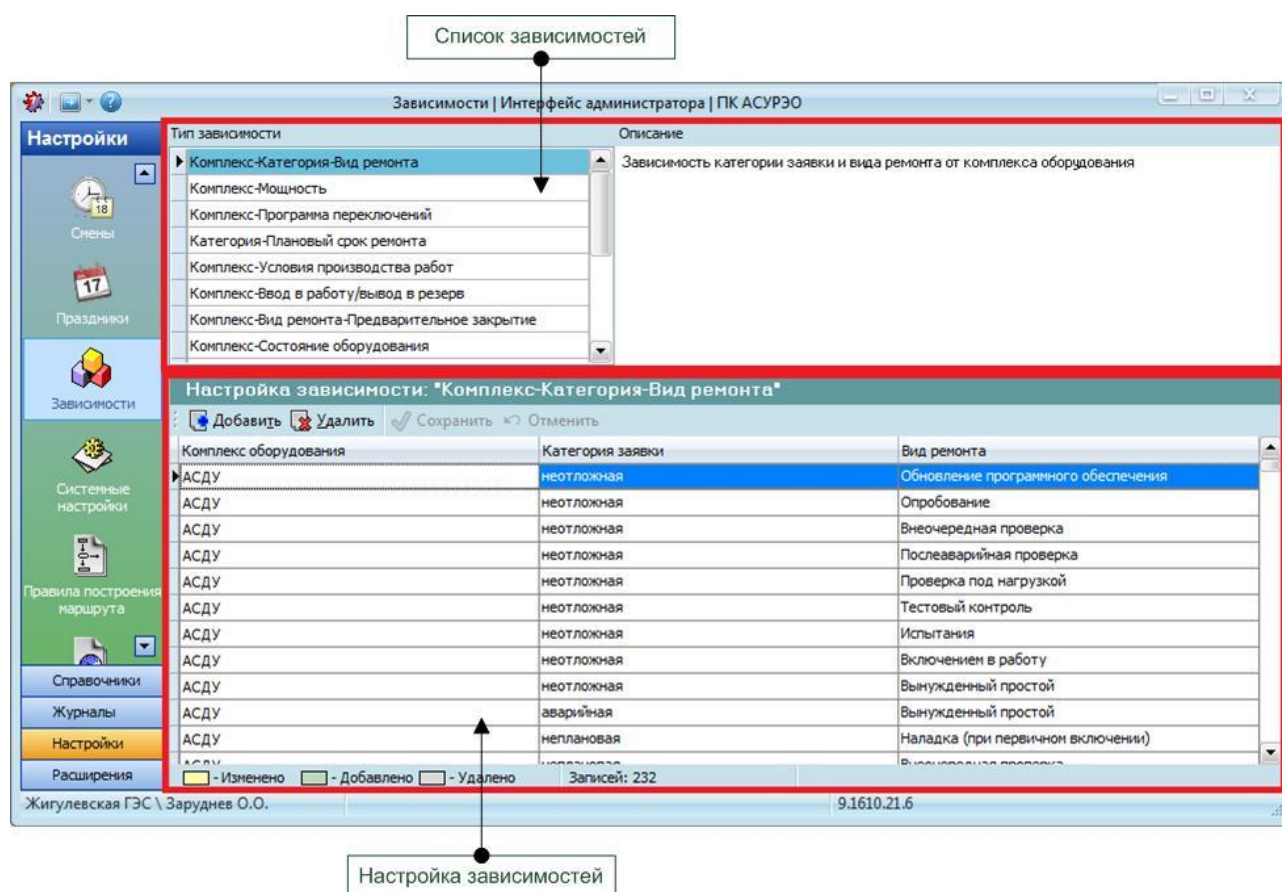 Список зависимостей
Зависимости | Интерфейс администратора | ПК АСУРЭО
Настройки
18
Смены
17
Праздники
Зависимости
Системные
настройки
Правила построения
маршрута
Справочники
Журналы
Настройки
Расширения
Тип зависимости Описание
Комплекс-Категория-Вид ремонта Зависимость категории заявки и вида ремонта от комплекса оборудования
Комплекс-Мощность
Комплекс-Программа переключений
Категория-Плановый срок ремонта
Комплекс-Условия производства работ
Комплекс-Ввод в работу/вывод в резерв
Комплекс-Вид ремонта-Предварительное закрытие
Комплекс-Состояние оборудования
Настройка зависимости: "Комплекс-Категория-Вид ремонта"
Добавить Удалить Сохранить Отменить
Комплекс оборудования Категория заявки Вид ремонта
АСДУ неотложная Обновление программного обеспечения
АСДУ неотложная Опробование
АСДУ неотложная Внеочередная проверка
АСДУ неотложная Послеаварийная проверка
АСДУ неотложная Проверка под нагрузкой
АСДУ неотложная Тестовый контроль
АСДУ неотложная Испытания
АСДУ неотложная Включением в работу
АСДУ неотложная Вынужденный простой
АСДУ аварийная Вынужденный простой
АСДУ неплановая Наладка (при первичном включении)
- Изменено - Добавлено - Удалено Записей: 232
Жигулевская ГЭС \ Заруднев О.О. 9.1610.21.6
Настройка зависимостей